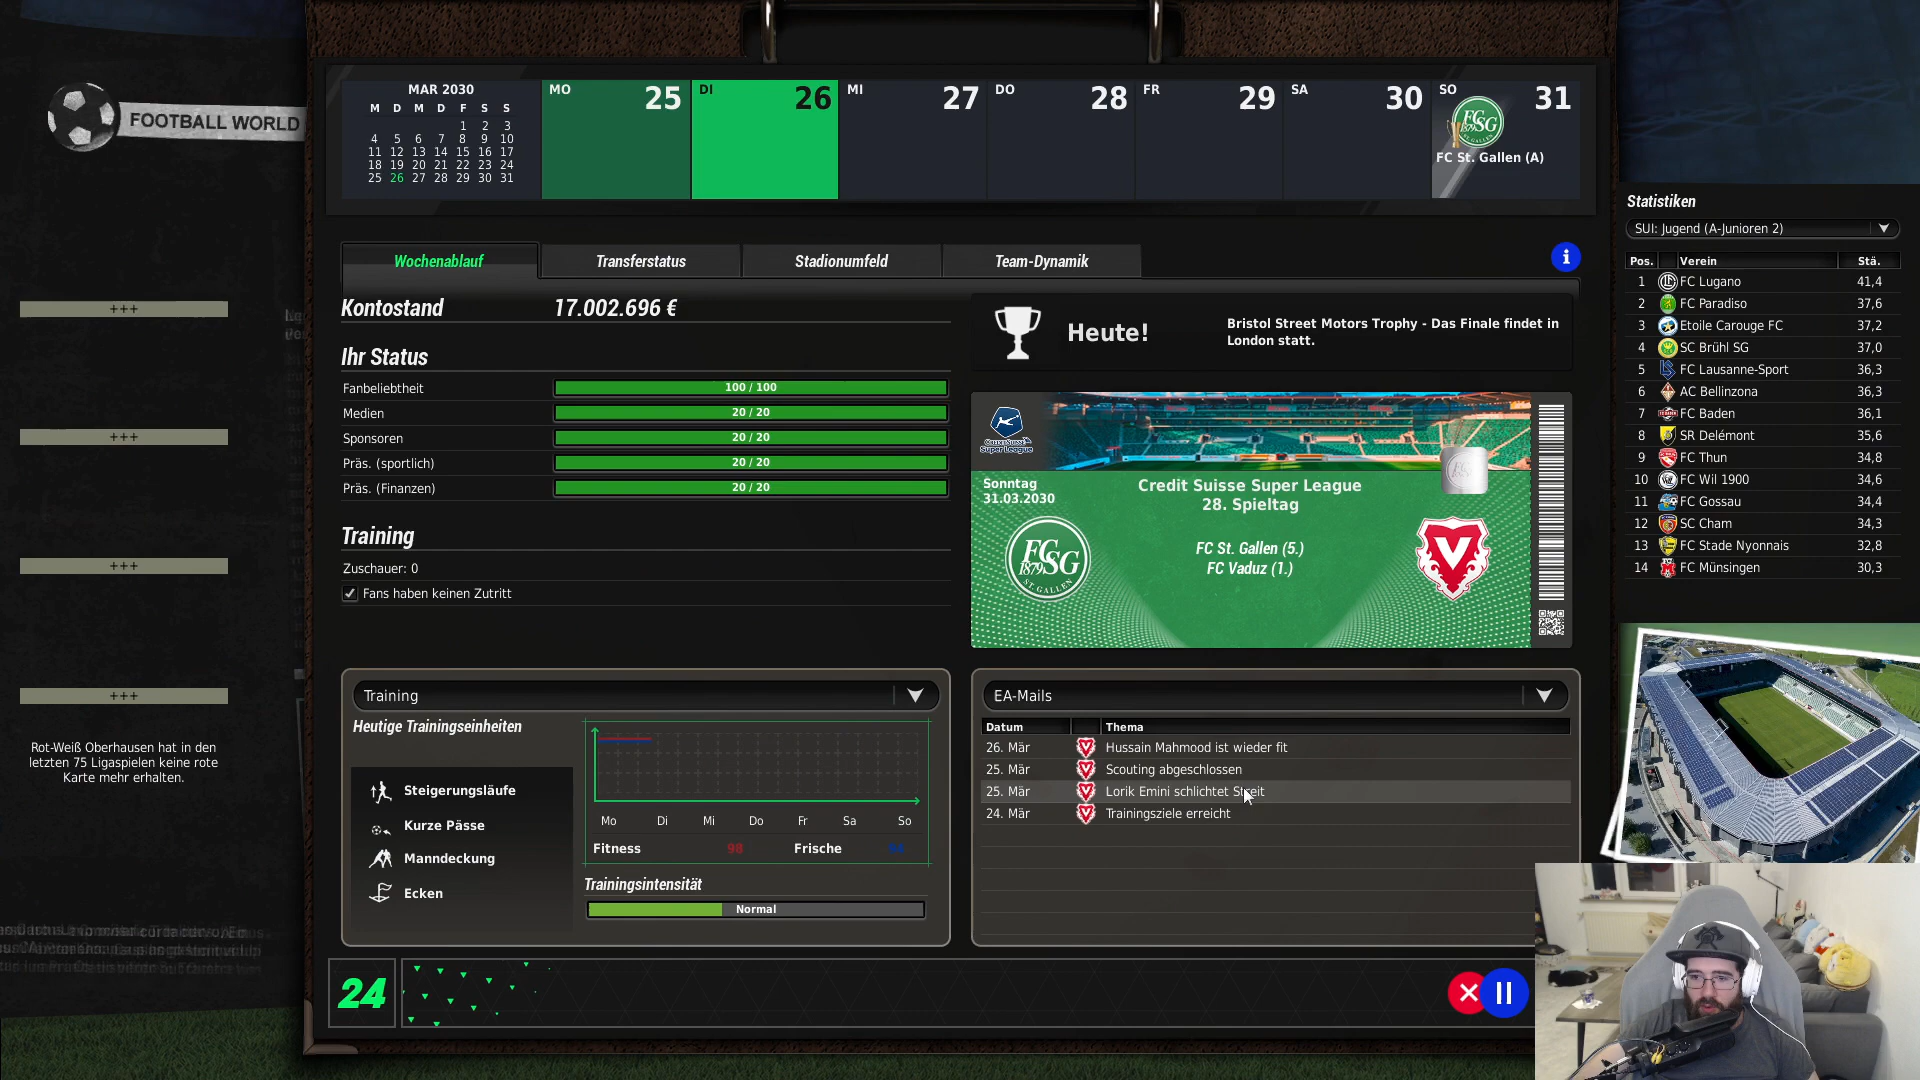 FOOTBALL WORLD
+++
+++
+++
+++
Rot-Weiß Oberhausen hat in den
letzten 75 Ligaspielen keine rote
Karte mehr erhalten.
MAR 2030
M D M D F S S
1 2 3
4 5 6 7 8 9 10
11 12 13 14 15 16 17
18 19 20 21 22 23 24
25 26 27 28 29 30 31
MO 25
DI 26
MI 27
DO 28
FR 29
SA 30
SO 31
FC St. Gallen (A)
Wochenablauf
Transferstatus
Stadionumfeld
Team-Dynamik
i
Kontostand 17.002.696 €
Ihr Status
Fanbeliebtheit 100 / 100
Medien 20 / 20
Sponsoren 20 / 20
Präs. (sportlich) 20 / 20
Präs. (Finanzen) 20 / 20
Training
Zuschauer: 0
Fans haben keinen Zutritt
Heute!
Bristol Street Motors Trophy - Das Finale findet in
London statt.
Super League
Sonntag
31.03.2030
Credit Suisse Super League
28. Spieltag
FC St. Gallen (5.)
FC Vaduz (1.)
FCSG
1879
ST. GALLEN
V
Training
Heutige Trainingseinheiten
Steigerungsläufe
Kurze Pässe
Manndeckung
Ecken
Mo Di Mi Do Fr Sa So
Fitness 98 Frische
Trainingsintensität
Normal
EA-Mails
Datum Thema
26. Mär Hussain Mahmood ist wieder fit
25. Mär Scouting abgeschlossen
25. Mär Lorik Emini schlichtet Streit
24. Mär Trainingsziele erreicht
24
Statistiken
SUI: Jugend (A-Junioren 2)
Pos. Verein Stä.
1 FC Lugano 41,4
2 FC Paradiso 37,6
3 Etoile Carouge FC 37,2
4 SC Brühl SG 37,0
5 FC Lausanne-Sport 36,3
6 AC Bellinzona 36,3
7 FC Baden 36,1
8 SR Delémont 35,6
9 FC Thun 34,8
10 FC Wil 1900 34,6
11 FC Gossau 34,4
12 SC Cham 34,3
13 FC Stade Nyonnais 32,8
14 FC Münsingen 30,3